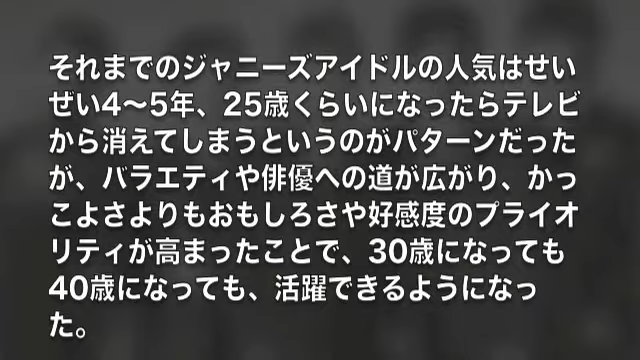 それまでのジャニーズアイドルの人気はせい
ぜい4〜5年、25歳くらいになったらテレビ
から消えてしまうというのがパターンだった
が、バラエティや俳優への道が広がり、かっ
こよさよりもおもしろさや好感度のプライオ
リティが高まったことで、30歳になっても
40歳になっても、活躍できるようになっ
た。